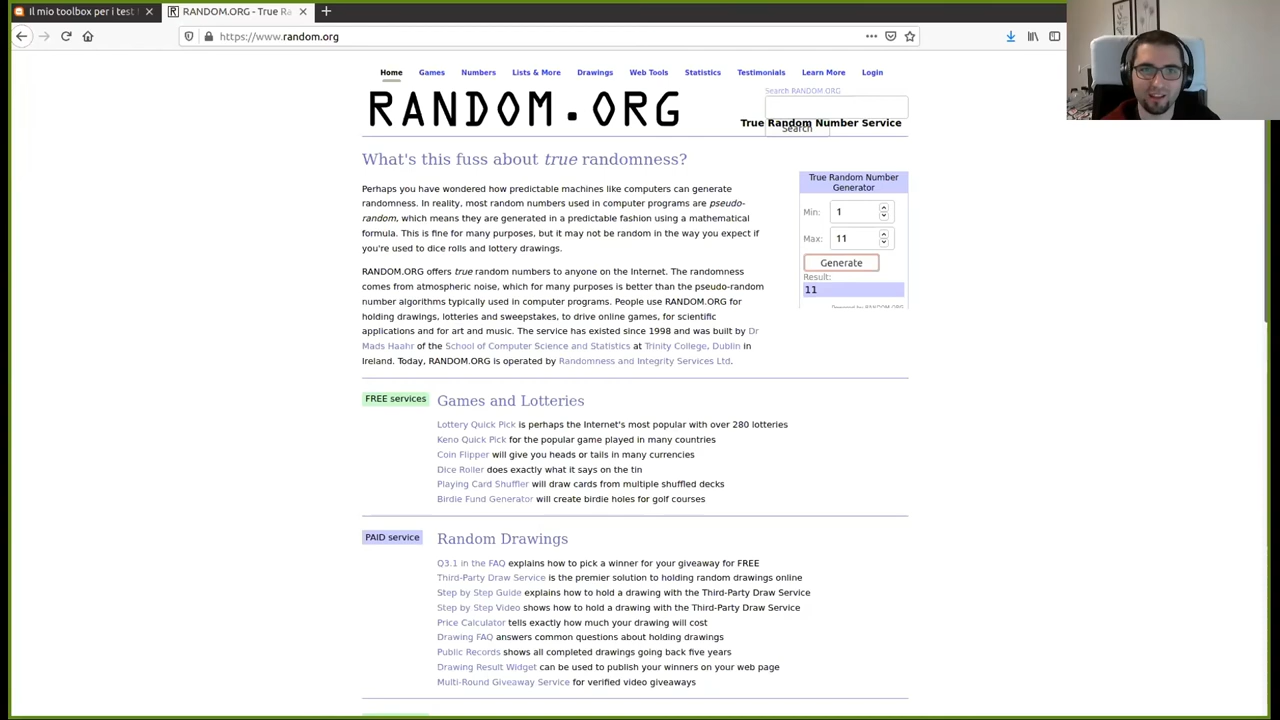 Il mio toolbox per i test
RANDOM.ORG - True Ra
https://www.random.org
Home Games Numbers Lists & More Drawings Web Tools Statistics Testimonials Learn More Login
Search RANDOM.ORG
RANDOM.ORG
True Random Number Service
Search
What's this fuss about true randomness?
Perhaps you have wondered how predictable machines like computers can generate
randomness. In reality, most random numbers used in computer programs are pseudo-
random, which means they are generated in a predictable fashion using a mathematical
formula. This is fine for many purposes, but it may not be random in the way you expect if
you're used to dice rolls and lottery drawings.
RANDOM.ORG offers true random numbers to anyone on the Internet. The randomness
comes from atmospheric noise, which for many purposes is better than the pseudo-random
number algorithms typically used in computer programs. People use RANDOM.ORG for
holding drawings, lotteries and sweepstakes, to drive online games, for scientific
applications and for art and music. The service has existed since 1998 and was built by Dr
Mads Haahr of the School of Computer Science and Statistics at Trinity College, Dublin in
Ireland. Today, RANDOM.ORG is operated by Randomness and Integrity Services Ltd.
True Random Number
Generator
Min: 1
Max: 11
Generate
Result:
11
Powered by RANDOM.ORG
FREE services
Games and Lotteries
Lottery Quick Pick is perhaps the Internet's most popular with over 280 lotteries
Keno Quick Pick for the popular game played in many countries
Coin Flipper will give you heads or tails in many currencies
Dice Roller does exactly what it says on the tin
Playing Card Shuffler will draw cards from multiple shuffled decks
Birdie Fund Generator will create birdie holes for golf courses
PAID service
Random Drawings
Q3.1 in the FAQ explains how to pick a winner for your giveaway for FREE
Third-Party Draw Service is the premier solution to holding random drawings online
Step by Step Guide explains how to hold a drawing with the Third-Party Draw Service
Step by Step Video shows how to hold a drawing with the Third-Party Draw Service
Price Calculator tells exactly how much your drawing will cost
Drawing FAQ answers common questions about holding drawings
Public Records shows all completed drawings going back five years
Drawing Result Widget can be used to publish your winners on your web page
Multi-Round Giveaway Service for verified video giveaways